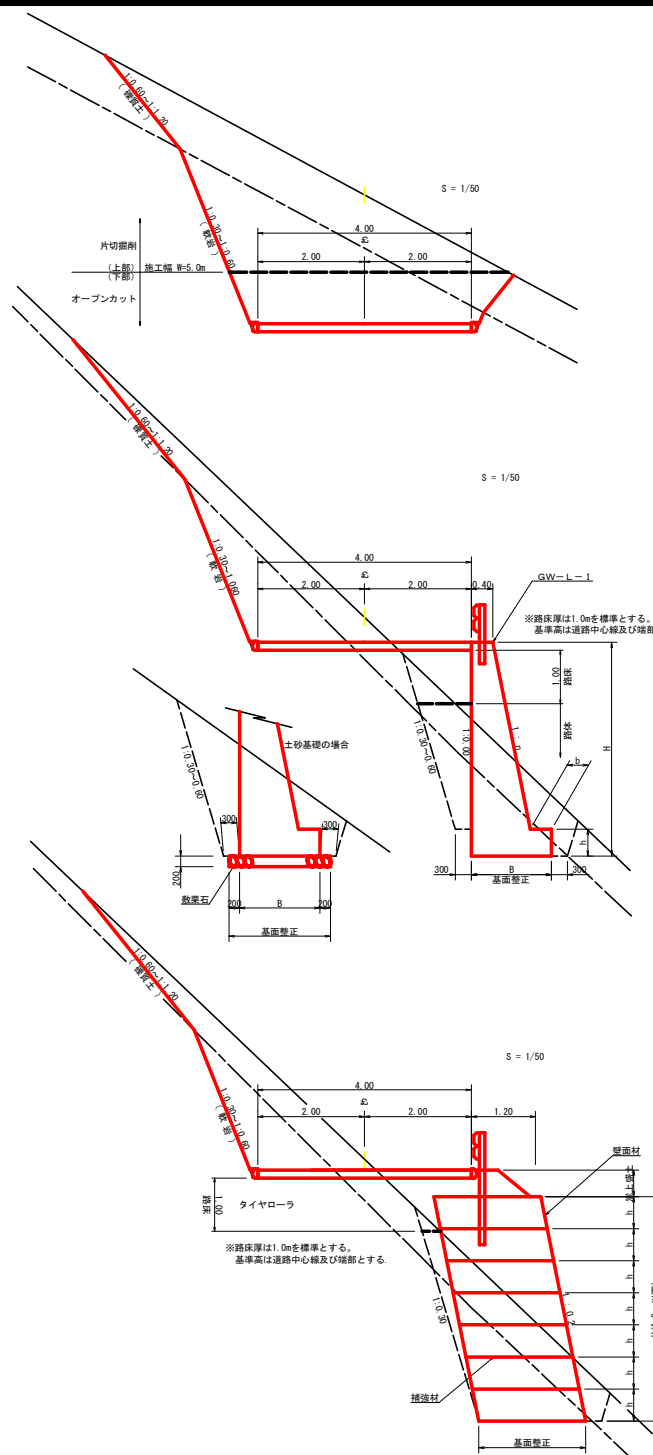 1:0.60～1:1.20
( 礫質土 )
S = 1/50
1:0.30～1:0.60
( 軟岩 )
4.00
2.00
2.00
片切掘削
(上部)
施工幅 W=5.0m
(下部)
オープンカット
1:0.60～1:1.20
( 礫質土 )
S = 1/50
1:0.30～1:060
( 軟岩 )
4.00
2.00
2.00
0.40
GW－L－I
※路床厚は1.0mを標準とする。
基準高は道路中心線及び端部
1.00
路床
路体
H
1:0.30～0.60
1:0.00
1:n
b
h
300
B
300
基面整正
土砂基礎の場合
1:0.30～0.60
300
300
200
敷栗石
200
B
200
基面整正
1:0.60～1:1.20
( 礫質土 )
S = 1/50
1:0.30～1:0.60
( 軟岩 )
4.00
2.00
2.00
1.20
壁面材
嵩上盛土
1.00
路床
タイヤローラ
※路床厚は1.0mを標準とする。
基準高は道路中心線及び端部とする.
1:0.30
h
h
h
h
h
h
h
補強材
基面整正